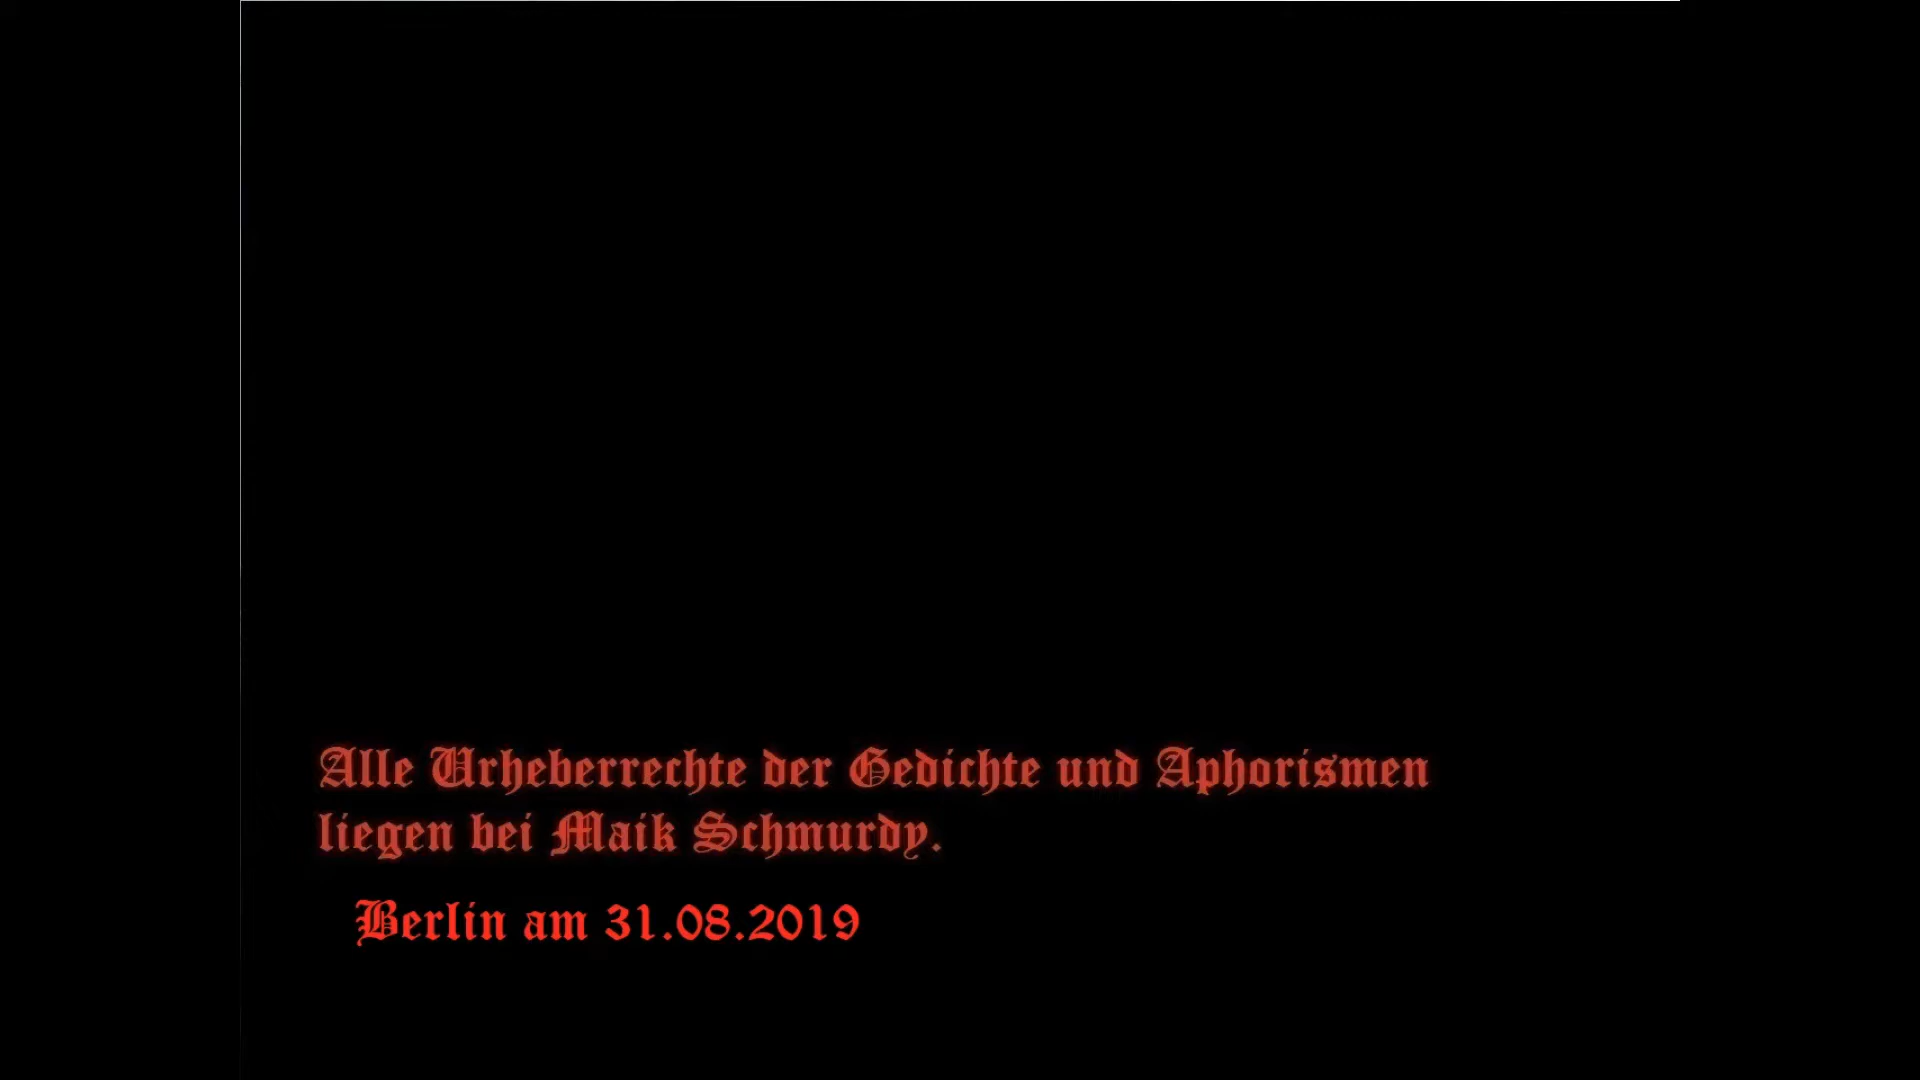 Alle Urheberrechte der Gedichte und Aphorismen
liegen bei Maik Schmurdy.
Berlin am 31.08.2019